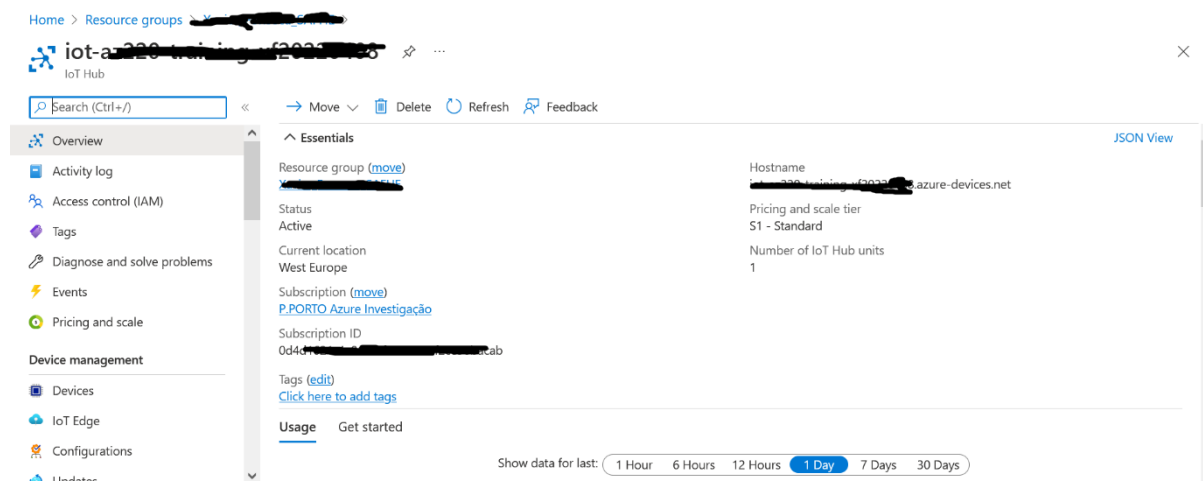 Home > Resource groups >
iot-a
IoT Hub
Search (Ctrl+/)
Overview
Activity log
Access control (IAM)
Tags
Diagnose and solve problems
Events
Pricing and scale
Device management
Devices
IoT Edge
Configurations
Updates
Move
Delete
Refresh
Feedback
Essentials
JSON View
Resource group (move)
Status
Active
Current location
West Europe
Subscription (move)
P.PORTO Azure Investigação
Subscription ID
0d4d cab
Tags (edit)
Click here to add tags
Hostname
.azure-devices.net
Pricing and scale tier
S1 - Standard
Number of IoT Hub units
1
Usage Get started
Show data for last: 1 Hour 6 Hours 12 Hours 1 Day 7 Days 30 Days